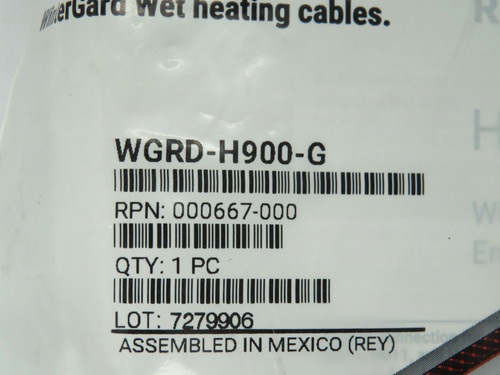 WinterGard Wet heating cables.
WGRD-H900-G
RPN: 000667-000
QTY: 1 PC
LOT: 7279906
ASSEMBLED IN MEXICO (REY)